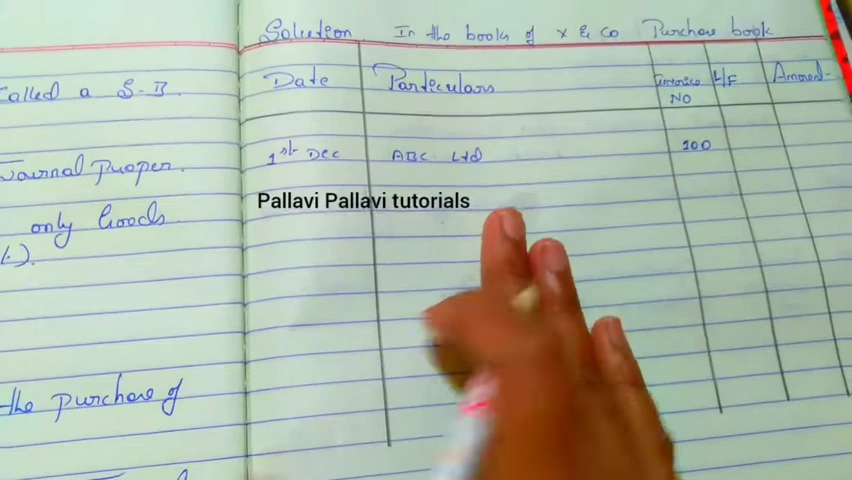 Called a S.B.
Journal Proper.
only Goods
the purchase of
Solution In the books of X & Co Purchase book
Date Particulars Invoice NO L/F Amount
1st Dec ABC Ltd 100
Pallavi Pallavi tutorials